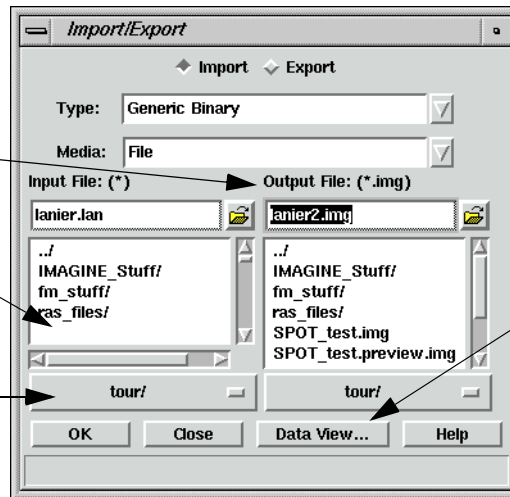 Import/Export
Import Export
Type: Generic Binary
Media: File
Input File: (*) Output File: (*.img)
lanier.lan lanier2.img
../ ../
IMAGINE_Stuff/ IMAGINE_Stuff/
fm_stuff/ fm_stuff/
ras_files/ ras_files/
SPOT_test.img
SPOT_test.preview.img
tour/ tour/
OK Close Data View... Help